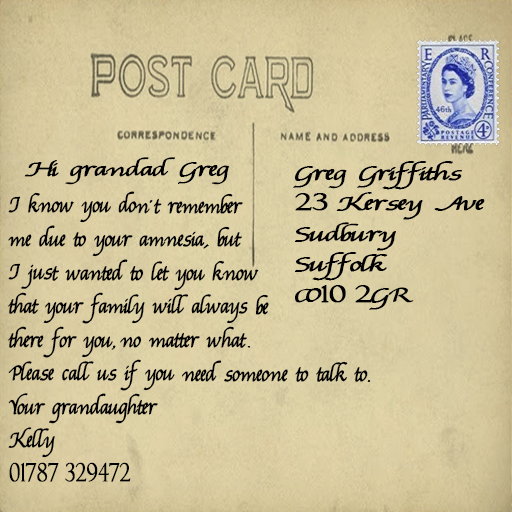 PLACE
POST CARD
E R
PARLIAMENTARY
CONFERENCE
46th
POSTAGE
REVENUE
4D
HERE
CORRESPONDENCE
NAME AND ADDRESS
Hi grandad Greg
I know you don't remember
me due to your amnesia, but
I just wanted to let you know
that your family will always be
there for you, no matter what.
Please call us if you need someone to talk to.
Your grandaughter
Kelly
01787 329472
Greg Griffiths
23 Kersey Ave
Sudbury
Suffolk
CO10 2GR